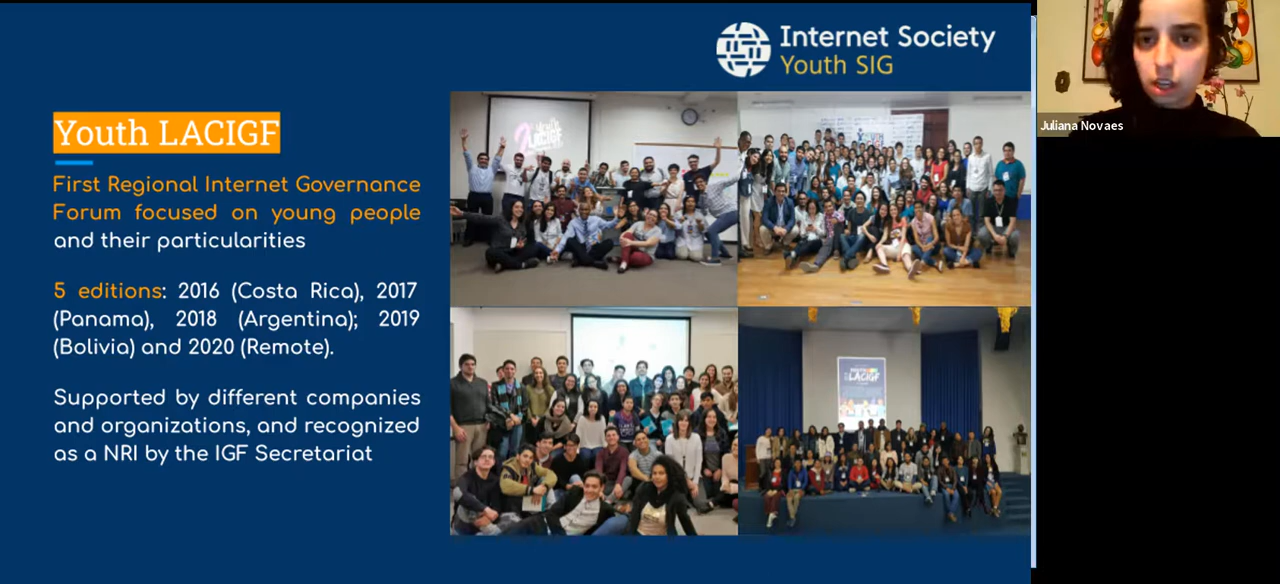 Internet Society
Youth SIG
Youth LACIGF
First Regional Internet Governance
Forum focused on young people
and their particularities
5 editions: 2016 (Costa Rica), 2017
(Panama), 2018 (Argentina); 2019
(Bolivia) and 2020 (Remote).
Supported by different companies
and organizations, and recognized
as a NRI by the IGF Secretariat
LACIGF
LACIGF
Juliana Novaes